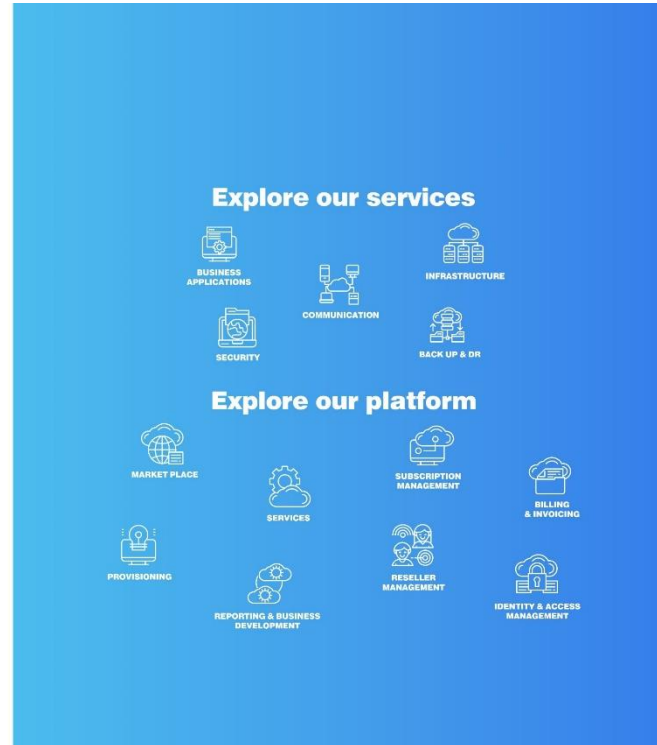 Explore our services
BUSINESS
APPLICATIONS
COMMUNICATION
INFRASTRUCTURE
SECURITY
BACK UP & DR
Explore our platform
MARKET PLACE
SERVICES
SUBSCRIPTION
MANAGEMENT
BILLING
& INVOICING
PROVISIONING
REPORTING & BUSINESS
DEVELOPMENT
RESELLER
MANAGEMENT
IDENTITY & ACCESS
MANAGEMENT